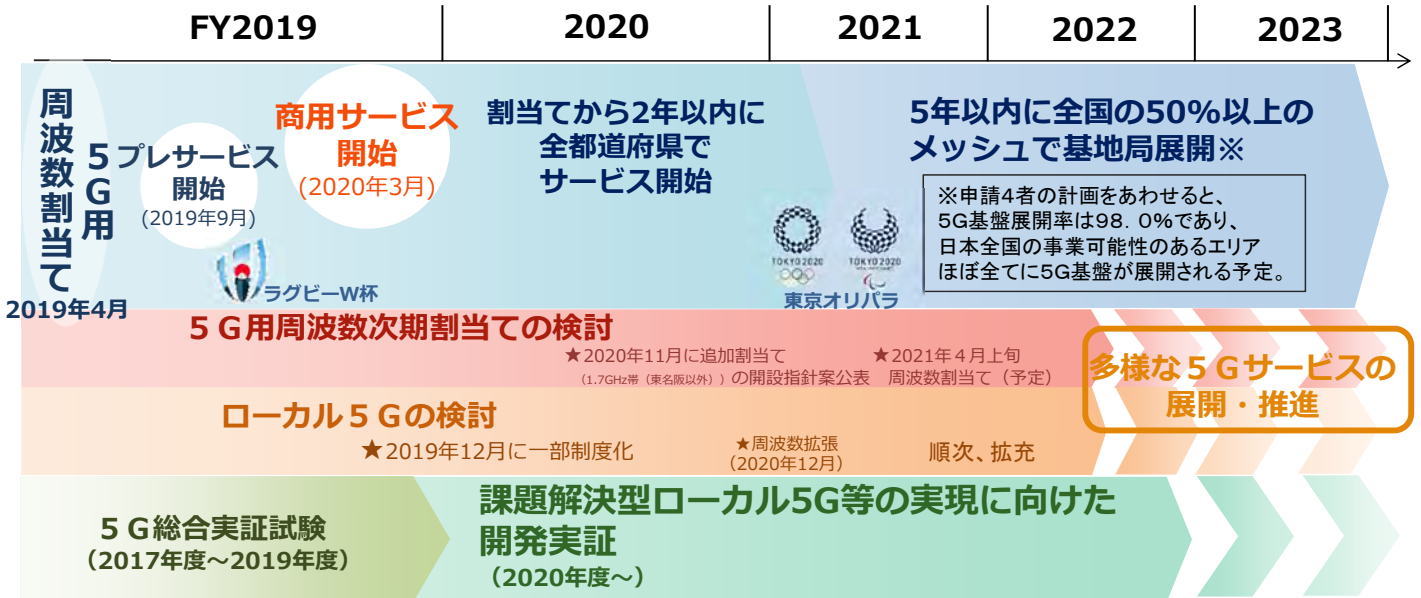 FY2019
2020
2021
2022
2023
周波数割当て
5G用
2019年4月
プレサービス
開始
(2019年9月)
商用サービス
開始
(2020年3月)
ラグビーW杯
割当てから2年以内に
全都道府県で
サービス開始
TOKYO 2020
TOKYO 2020
東京オリパラ
5年以内に全国の50%以上の
メッシュで基地局展開※
※申請4者の計画をあわせると、
5G基盤展開率は98.0%であり、
日本全国の事業可能性のあるエリア
ほぼ全てに5G基盤が展開される予定。
5G用周波数次期割当ての検討
★2020年11月に追加割当て
(1.7GHz帯(東名阪以外))の開設指針案公表
★2021年4月上旬
周波数割当て(予定)
多様な5Gサービスの
展開・推進
ローカル5Gの検討
★2019年12月に一部制度化
★周波数拡張
(2020年12月)
順次、拡充
5G総合実証試験
(2017年度~2019年度)
課題解決型ローカル5G等の実現に向けた
開発実証
(2020年度~)